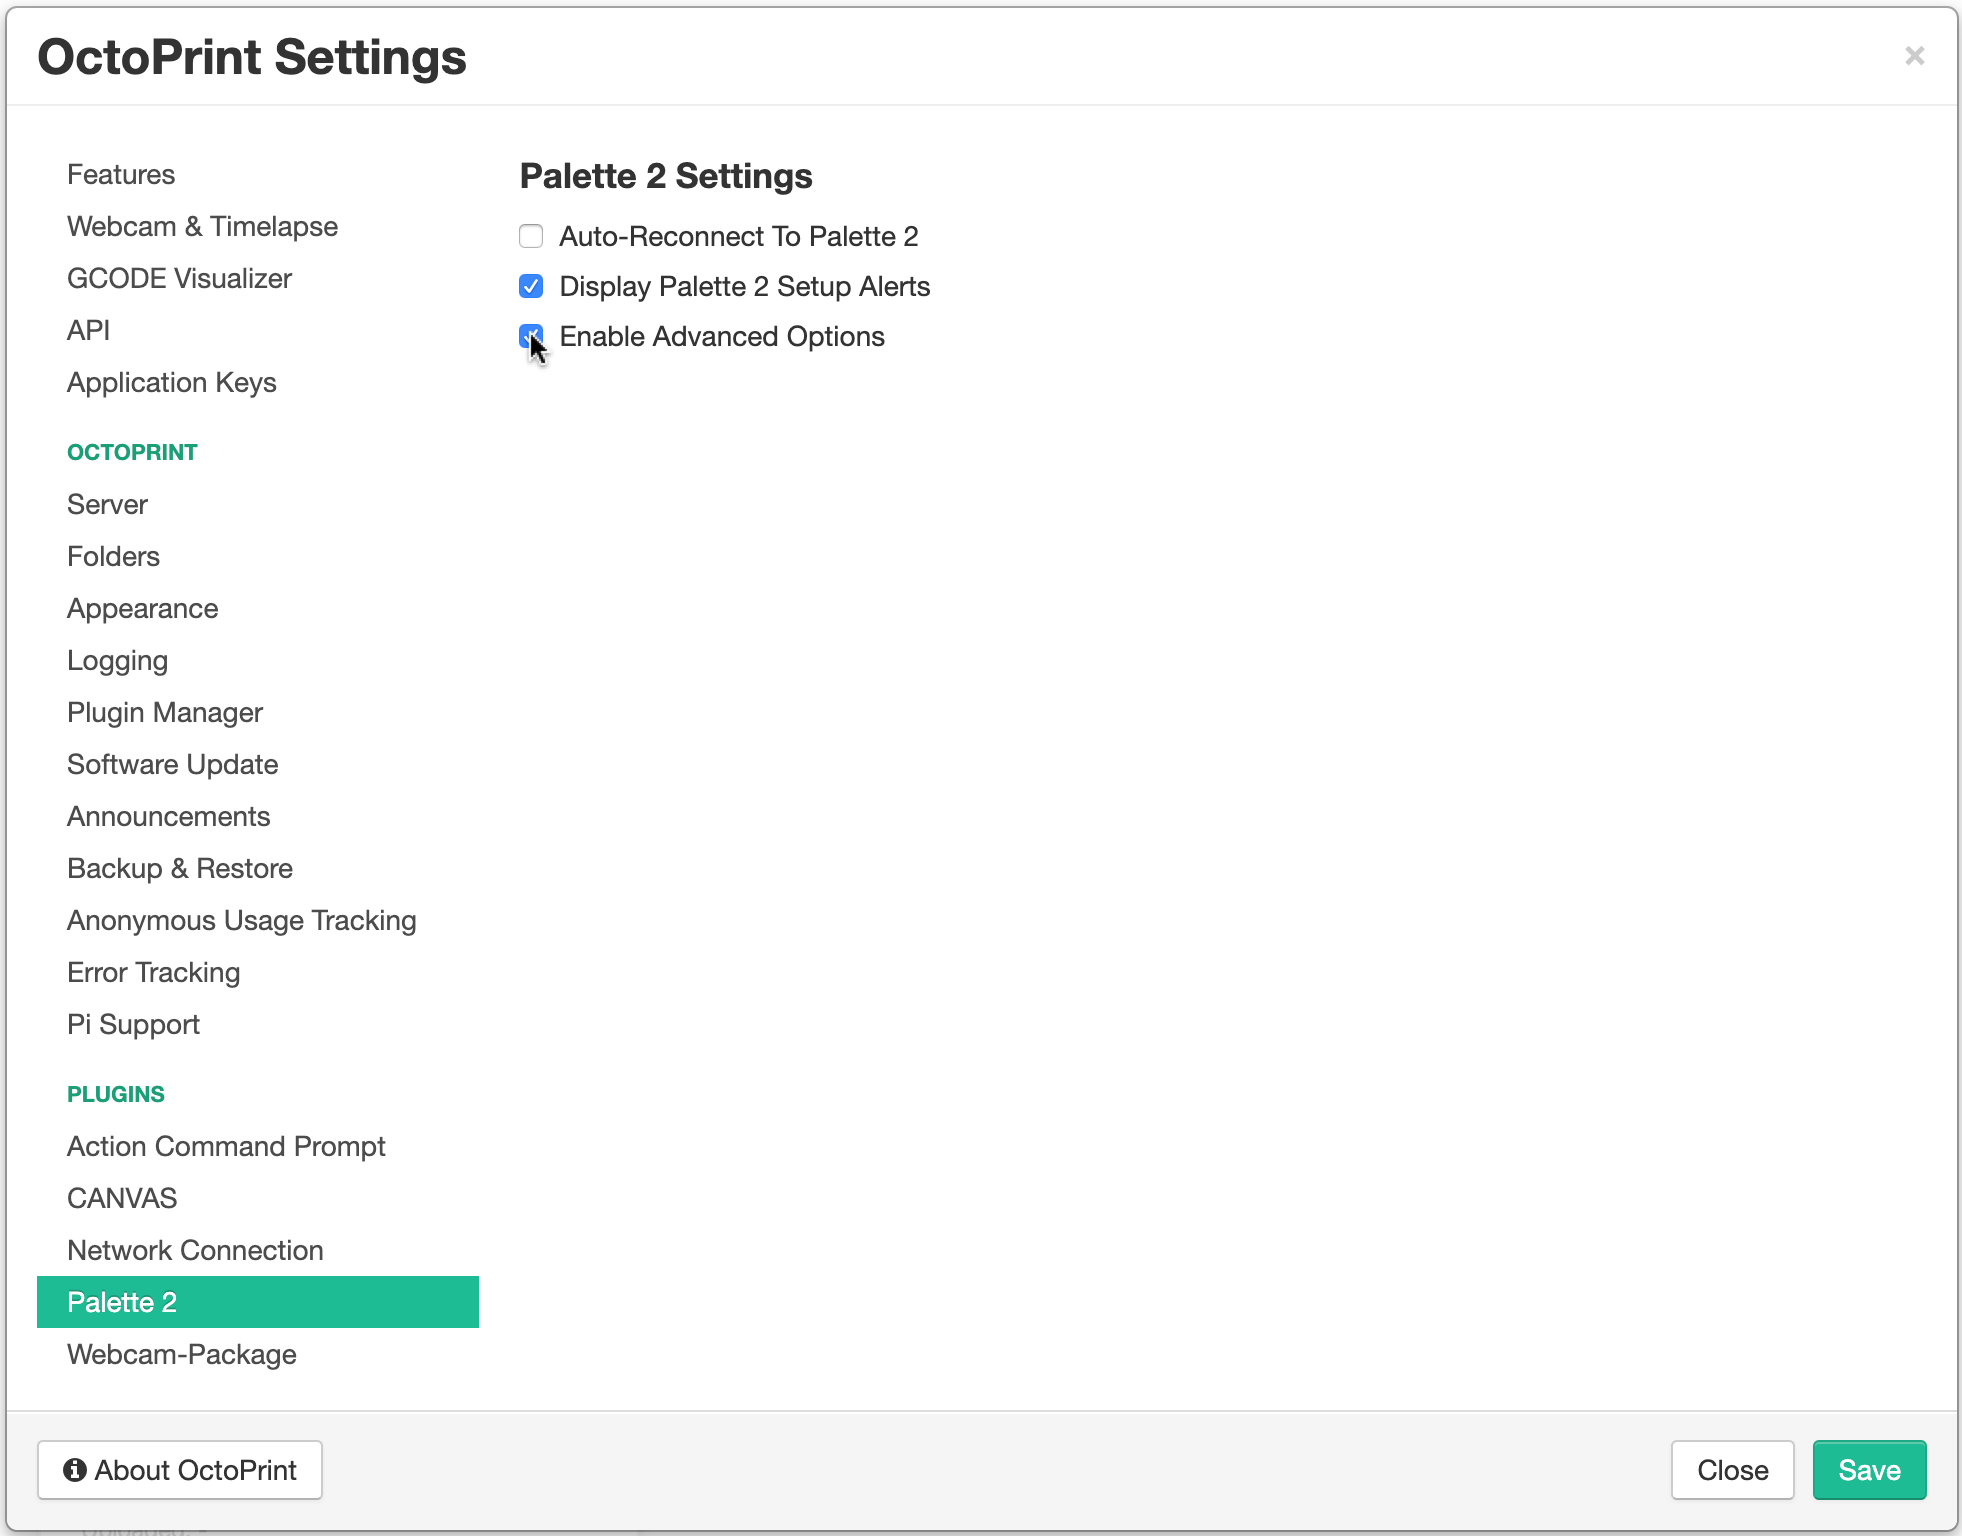 OctoPrint Settings
×
Features
Webcam & Timelapse
GCODE Visualizer
API
Application Keys
OCTOPRINT
Server
Folders
Appearance
Logging
Plugin Manager
Software Update
Announcements
Backup & Restore
Anonymous Usage Tracking
Error Tracking
Pi Support
PLUGINS
Action Command Prompt
CANVAS
Network Connection
Palette 2
Webcam-Package
Palette 2 Settings
Auto-Reconnect To Palette 2
Display Palette 2 Setup Alerts
Enable Advanced Options
About OctoPrint
Close
Save